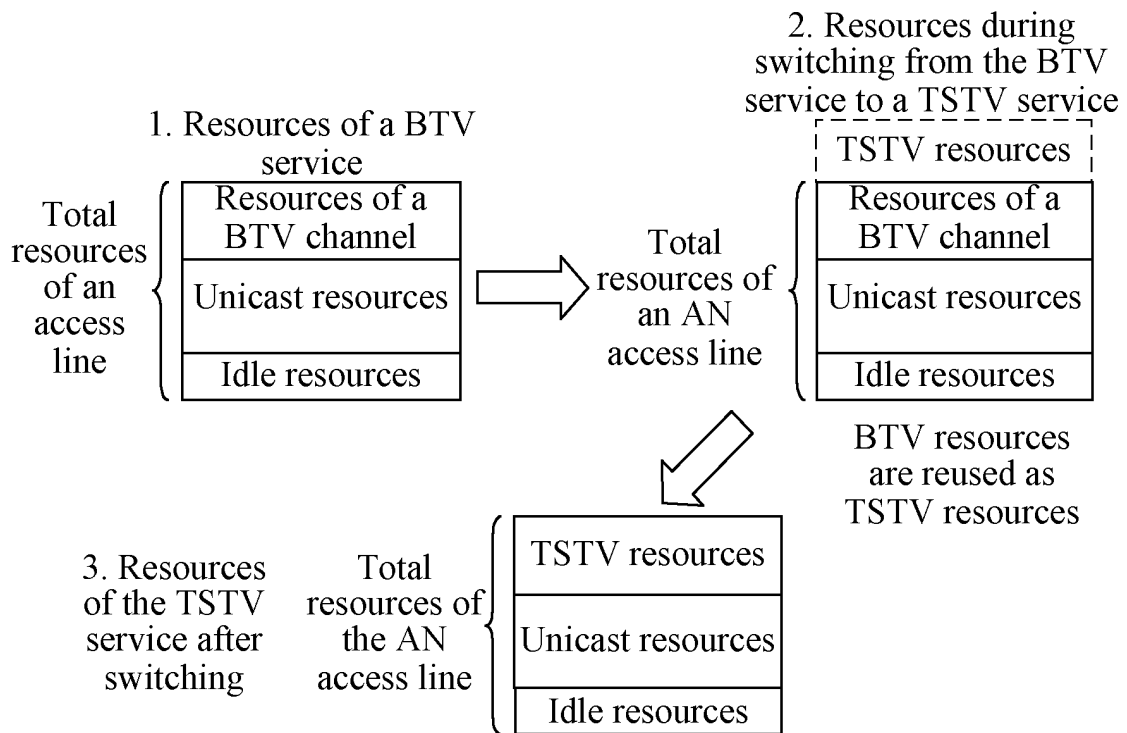 1. Resources of a BTV
service
Total
resources
of an
access
line
Resources of a
BTV channel
Unicast resources
Idle resources
2. Resources during
switching from the BTV
service to a TSTV service
TSTV resources
Total
resources of
an AN
access line
Resources of a
BTV channel
Unicast resources
Idle resources
BTV resources
are reused as
TSTV resources
3. Resources
of the TSTV
service after
switching
Total
resources of
the AN
access line
TSTV resources
Unicast resources
Idle resources